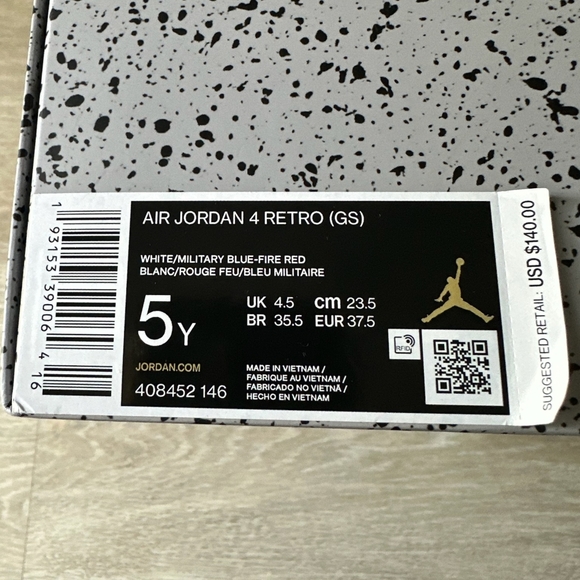 AIR JORDAN 4 RETRO (GS)
WHITE/MILITARY BLUE-FIRE RED
BLANC/ROUGE FEU/BLEU MILITAIRE
5Y
UK 4.5 cm 23.5
BR 35.5 EUR 37.5
JORDAN.COM
408452 146
MADE IN VIETNAM /
FABRIQUE AU VIETNAM/
FABRICADO NO VIETNÃ /
HECHO EN VIETNAM
RFID
SUGGESTED RETAIL: USD $140.00
1 93153 39006 4 16